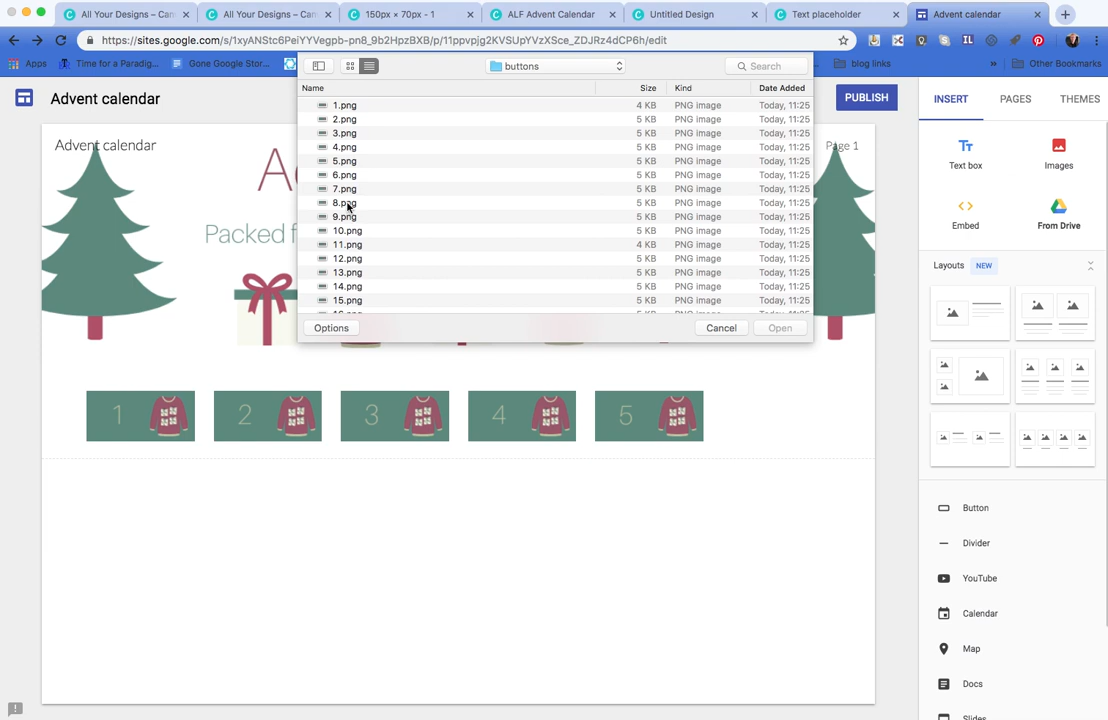 All Your Designs – Can
All Your Designs – Can
150px × 70px - 1
ALF Advent Calendar
Untitled Design
Text placeholder
Advent calendar
https://sites.google.com/s/1xyANStc6PeiYYVegpb-pn8_9b2HpzBXB/p/11ppvpjg2KVSUpYVzXSce_ZDJRz4dCP6h/edit
Apps
Time for a Paradig...
Gone Google Stor...
blog links
»
Other Bookmarks
Advent calendar
PUBLISH
INSERT
PAGES
THEMES
buttons
Search
Name
Size
Kind
Date Added
1.png 4 KB PNG image Today, 11:25
2.png 5 KB PNG image Today, 11:25
3.png 5 KB PNG image Today, 11:25
4.png 5 KB PNG image Today, 11:25
5.png 5 KB PNG image Today, 11:25
6.png 5 KB PNG image Today, 11:25
7.png 5 KB PNG image Today, 11:25
8.png 5 KB PNG image Today, 11:25
9.png 5 KB PNG image Today, 11:25
10.png 5 KB PNG image Today, 11:25
11.png 4 KB PNG image Today, 11:25
12.png 5 KB PNG image Today, 11:25
13.png 5 KB PNG image Today, 11:25
14.png 5 KB PNG image Today, 11:25
15.png 5 KB PNG image Today, 11:25
Options
Cancel
Open
Advent calendar
Page 1
Packed f
1
2
3
4
5
Text box
Images
Embed
From Drive
Layouts
NEW
Button
Divider
YouTube
Calendar
Map
Docs
Slides